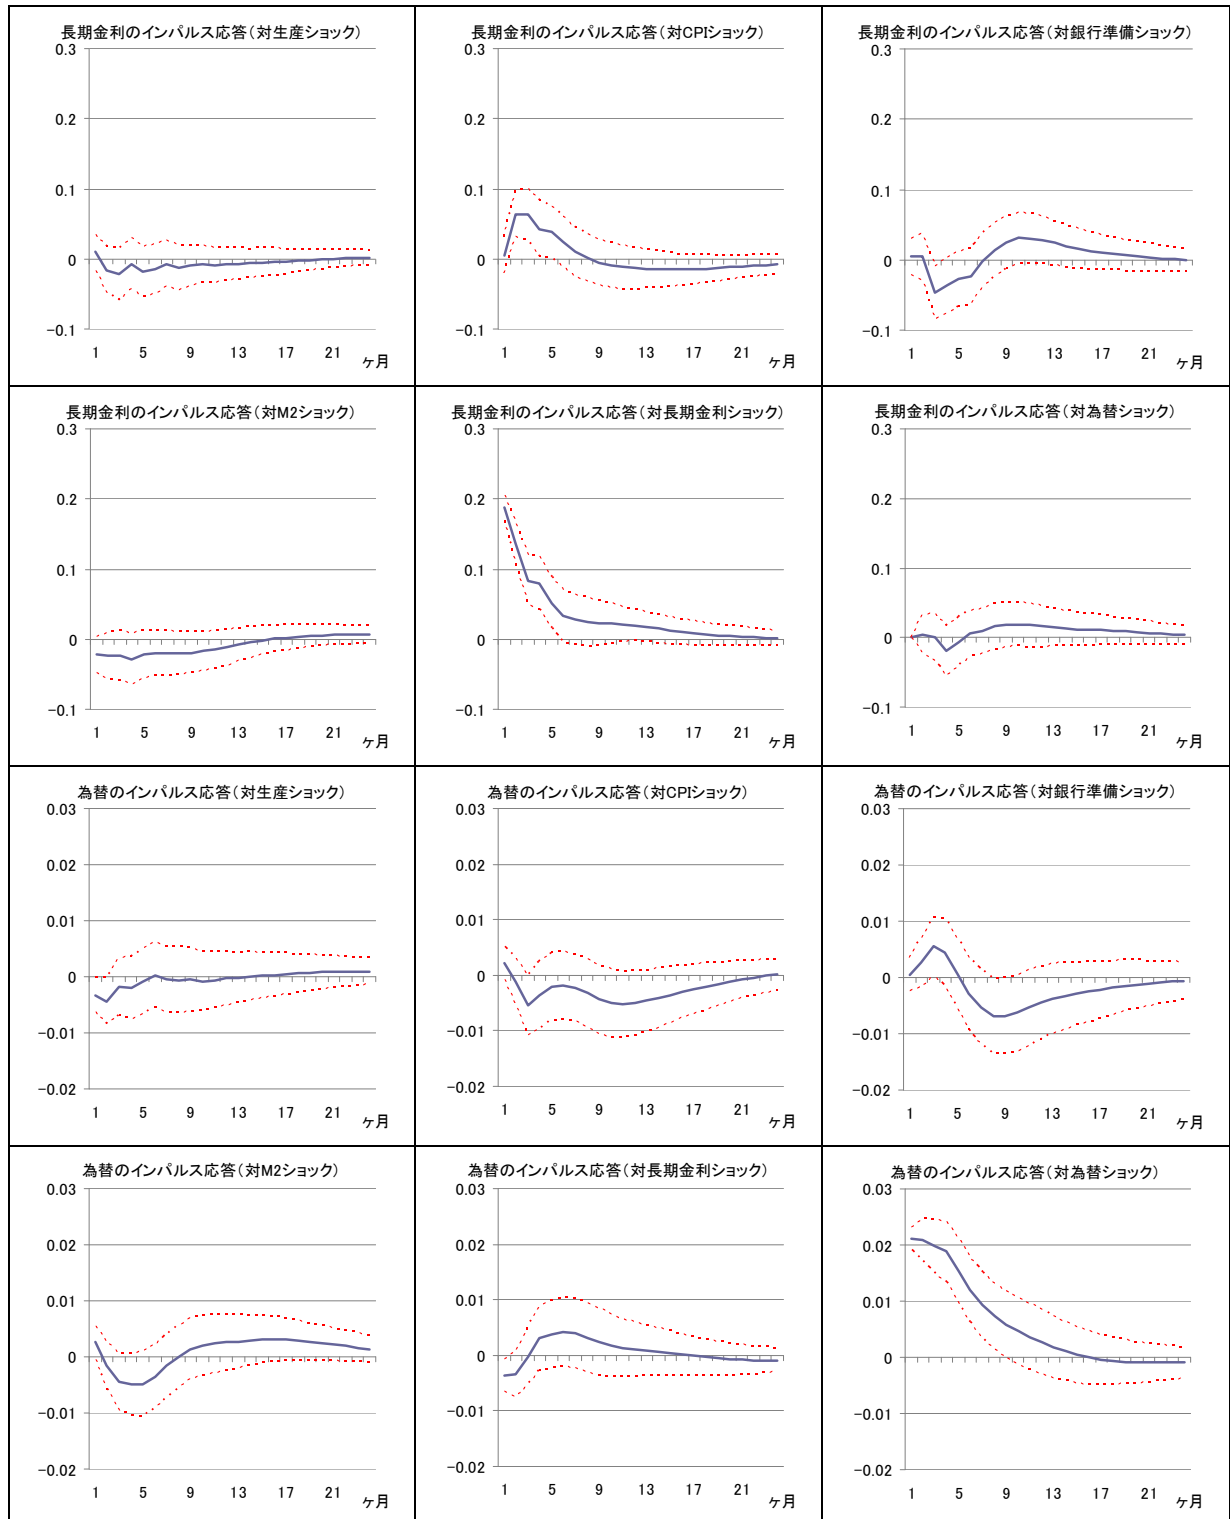 長期金利のインパルス応答(対生産ショック)
0.3
0.2
0.1
0
-0.1
1 5 9 13 17 21
ヶ月
長期金利のインパルス応答(対CPIショック)
0.3
0.2
0.1
0
-0.1
1 5 9 13 17 21
ヶ月
長期金利のインパルス応答(対銀行準備ショック)
0.3
0.2
0.1
0
-0.1
1 5 9 13 17 21
ヶ月
長期金利のインパルス応答(対M2ショック)
0.3
0.2
0.1
0
-0.1
1 5 9 13 17 21
ヶ月
長期金利のインパルス応答(対長期金利ショック)
0.3
0.2
0.1
0
-0.1
1 5 9 13 17 21
ヶ月
長期金利のインパルス応答(対為替ショック)
0.3
0.2
0.1
0
-0.1
1 5 9 13 17 21
ヶ月
為替のインパルス応答(対生産ショック)
0.03
0.02
0.01
0
-0.01
-0.02
1 5 9 13 17 21
ヶ月
為替のインパルス応答(対CPIショック)
0.03
0.02
0.01
0
-0.01
-0.02
1 5 9 13 17 21
ヶ月
為替のインパルス応答(対銀行準備ショック)
0.03
0.02
0.01
0
-0.01
-0.02
1 5 9 13 17 21
ヶ月
為替のインパルス応答(対M2ショック)
0.03
0.02
0.01
0
-0.01
-0.02
1 5 9 13 17 21
ヶ月
為替のインパルス応答(対長期金利ショック)
0.03
0.02
0.01
0
-0.01
-0.02
1 5 9 13 17 21
ヶ月
為替のインパルス応答(対為替ショック)
0.03
0.02
0.01
0
-0.01
-0.02
1 5 9 13 17 21
ヶ月